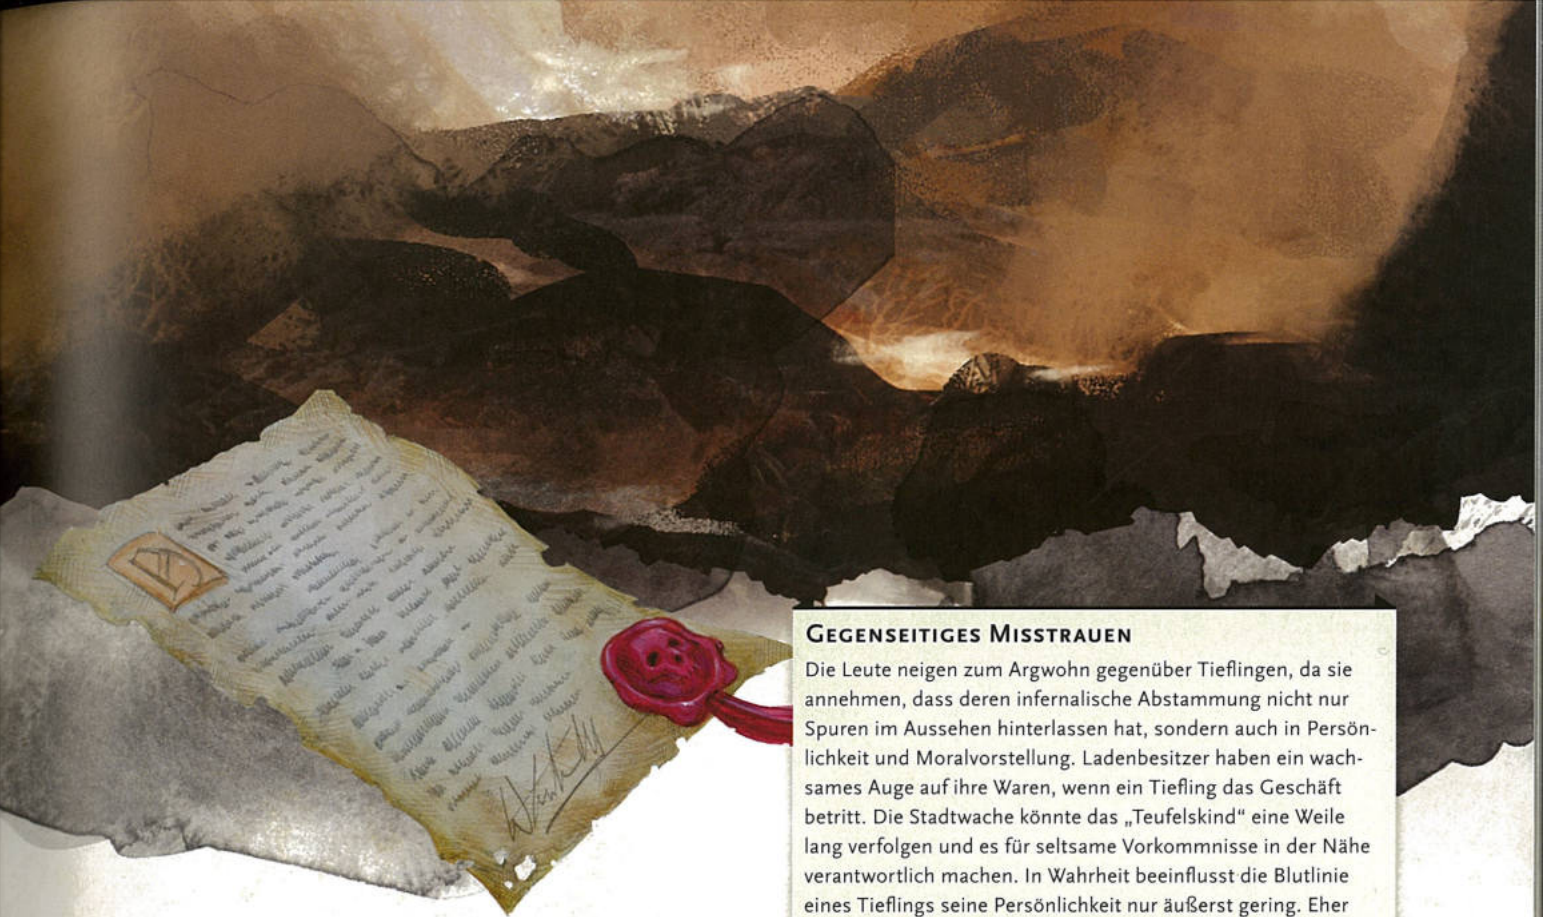 Gegenseitiges Misstrauen
Die Leute neigen zum Argwohn gegenüber Tieflingen, da sie
annehmen, dass deren infernalische Abstammung nicht nur
Spuren im Aussehen hinterlassen hat, sondern auch in Persön-
lichkeit und Moralvorstellung. Ladenbesitzer haben ein wach-
sames Auge auf ihre Waren, wenn ein Tiefling das Geschäft
betritt. Die Stadtwache könnte das „Teufelskind“ eine Weile
lang verfolgen und es für seltsame Vorkommnisse in der Nähe
verantwortlich machen. In Wahrheit beeinflusst die Blutlinie
eines Tieflings seine Persönlichkeit nur äußerst gering. Eher